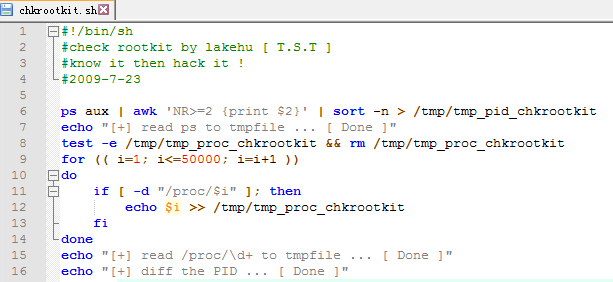 chkrootkit.sh
1 #!/bin/sh
2 #check rootkit by lakehu [ T.S.T ]
3 #know it then hack it !
4 #2009-7-23
5
6 ps aux | awk 'NR>=2 {print $2}' | sort -n > /tmp/tmp_pid_chkrootkit
7 echo "[+] read ps to tmpfile ... [ Done ]"
8 test -e /tmp/tmp_proc_chkrootkit && rm /tmp/tmp_proc_chkrootkit
9 for (( i=1; i<=50000; i=i+1 ))
10 do
11 if [ -d "/proc/$i" ]; then
12 echo $i >> /tmp/tmp_proc_chkrootkit
13 fi
14 done
15 echo "[+] read /proc/\d+ to tmpfile ... [ Done ]"
16 echo "[+] diff the PID ... [ Done ]"